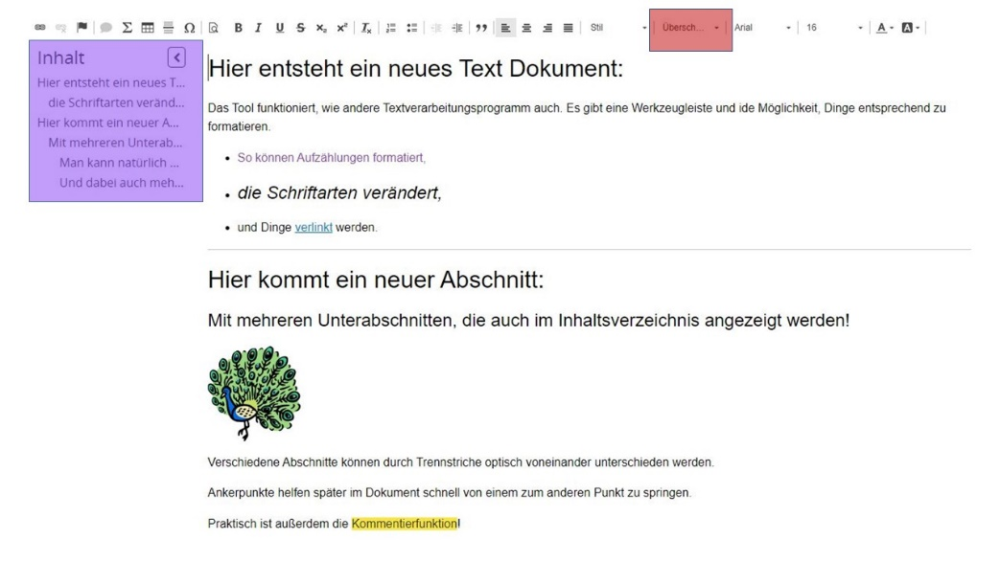 Stil Übersch... Arial 16
Inhalt
Hier entsteht ein neues T...
die Schriftarten veränd...
Hier kommt ein neuer A...
Mit mehreren Unterab...
Man kann natürlich ...
Und dabei auch meh...
Hier entsteht ein neues Text Dokument:
Das Tool funktioniert, wie andere Textverarbeitungsprogramm auch. Es gibt eine Werkzeugleiste und ide Möglichkeit, Dinge entsprechend zu
formatieren.
So können Aufzählungen formatiert,
die Schriftarten verändert,
und Dinge verlinkt werden.
Hier kommt ein neuer Abschnitt:
Mit mehreren Unterabschnitten, die auch im Inhaltsverzeichnis angezeigt werden!
Verschiedene Abschnitte können durch Trennstriche optisch voneinander unterschieden werden.
Ankerpunkte helfen später im Dokument schnell von einem zum anderen Punkt zu springen.
Praktisch ist außerdem die Kommentierfunktion!